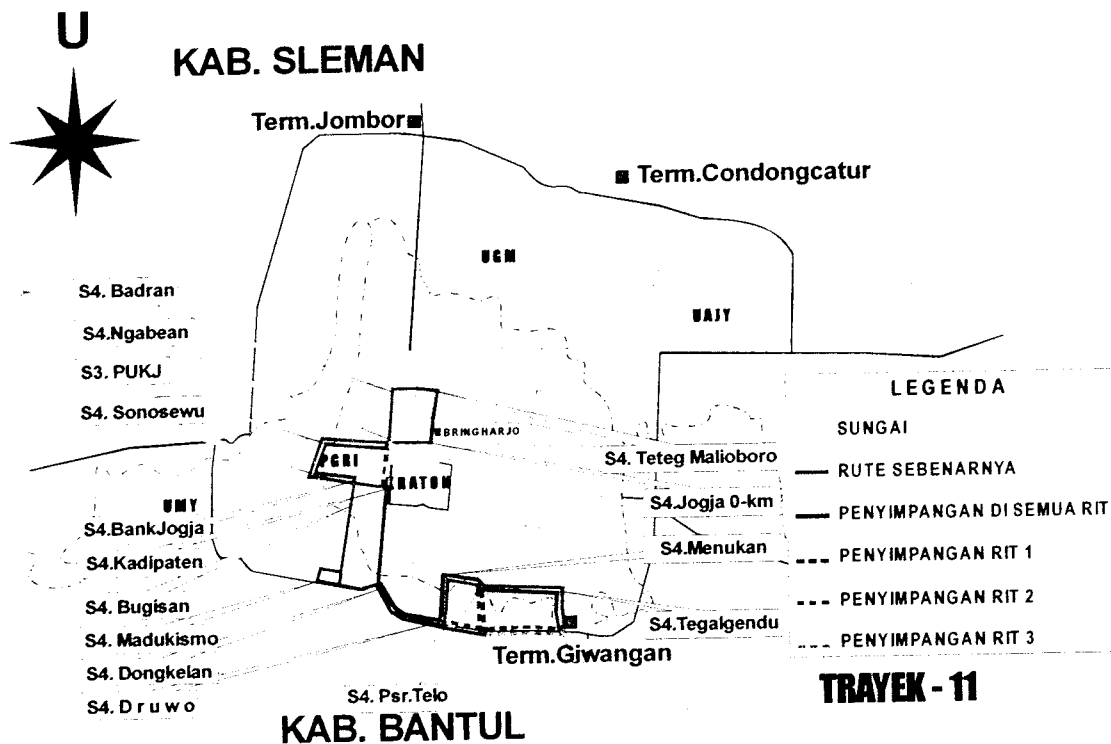 U
KAB. SLEMAN
Term.Jombor
Term.Condongcatur
UGM
UAJY
S4. Badran
S4.Ngabean
S3. PUKJ
S4. Sonosewu
BRINGHARJO
PGRI
KRATON
UMY
S4.BankJogja
S4.Kadipaten
S4. Bugisan
S4. Madukismo
S4. Dongkelan
S4. Druwo
S4. Teteg Malioboro
S4.Jogja 0-km
S4.Menukan
S4.Tegalgendu
Term.Giwangan
S4. Psr.Telo
KAB. BANTUL
LEGENDA
SUNGAI
RUTE SEBENARNYA
PENYIMPANGAN DI SEMUA RIT
PENYIMPANGAN RIT 1
PENYIMPANGAN RIT 2
PENYIMPANGAN RIT 3
TRAYEK - 11